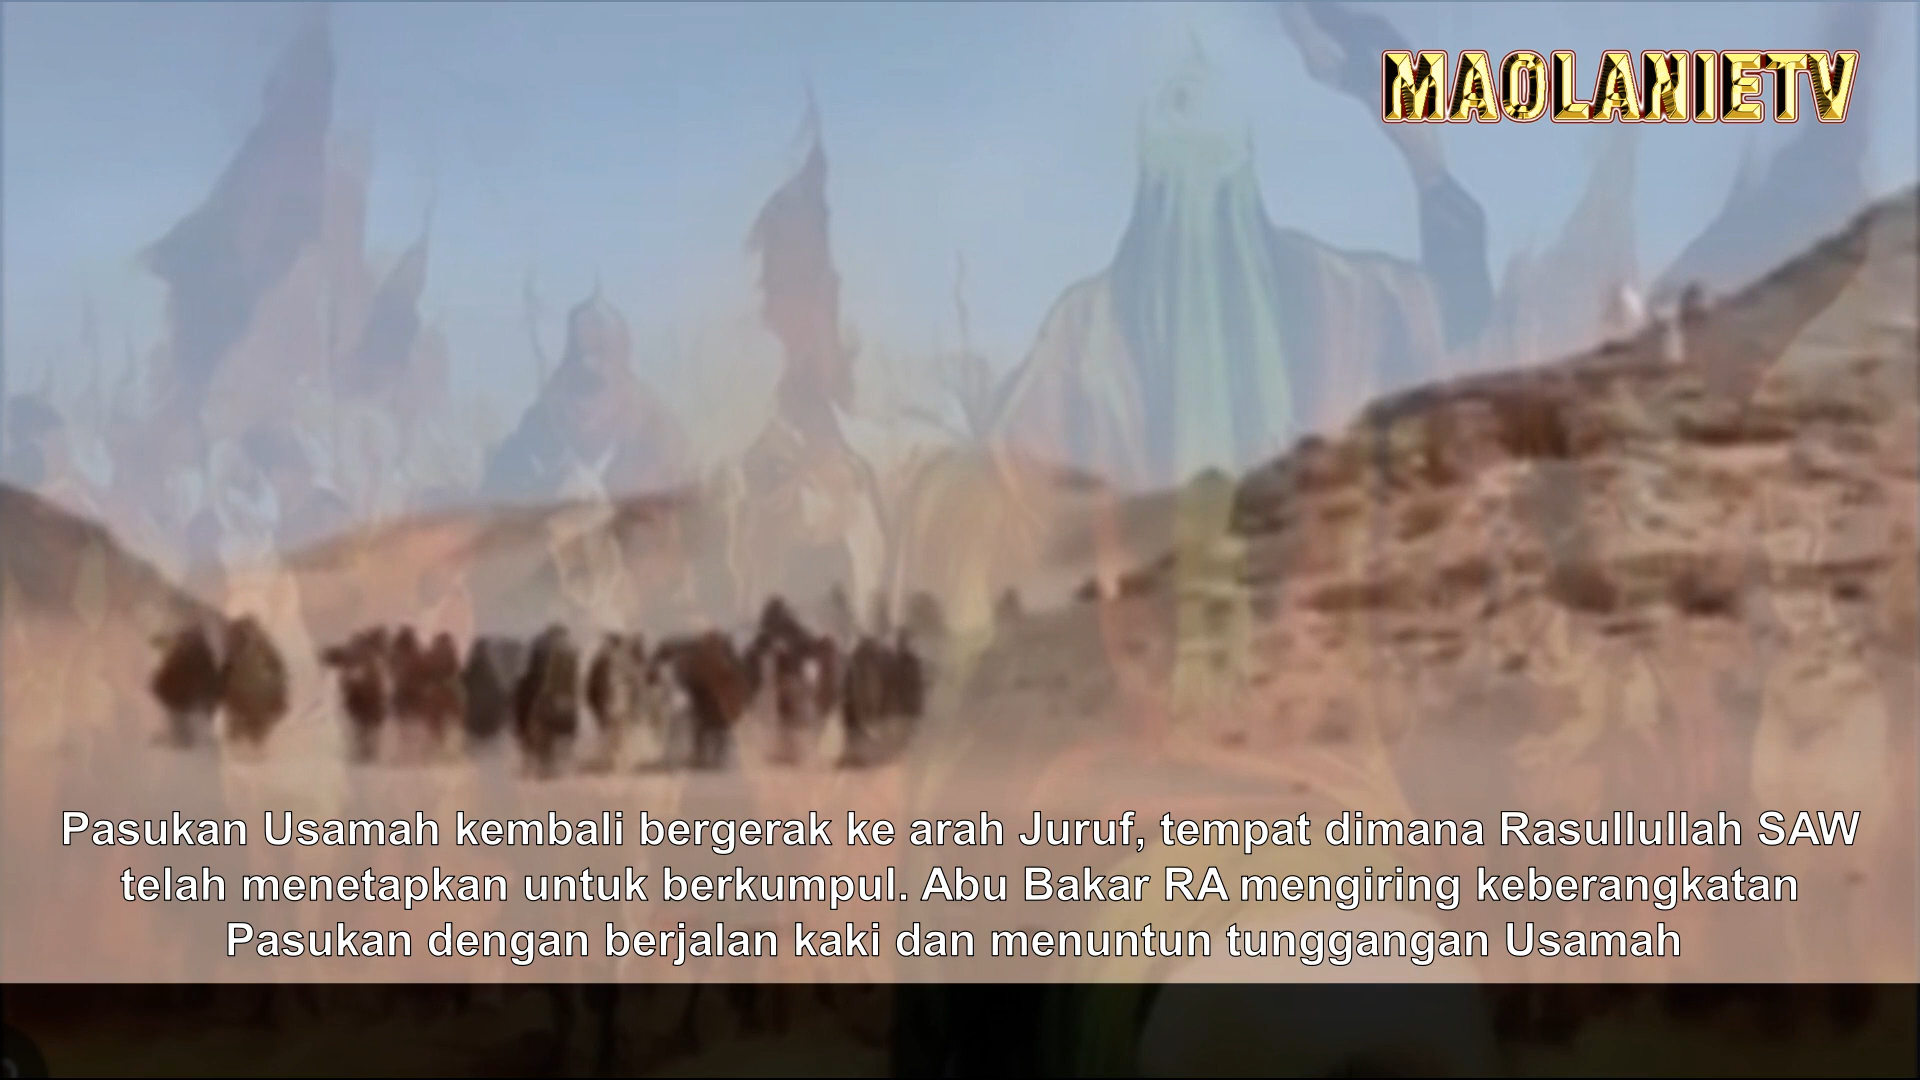 MAOLANIETV
Pasukan Usamah kembali bergerak ke arah Juruf, tempat dimana Rasullullah SAW
telah menetapkan untuk berkumpul. Abu Bakar RA mengiring keberangkatan
Pasukan dengan berjalan kaki dan menuntun tunggangan Usamah